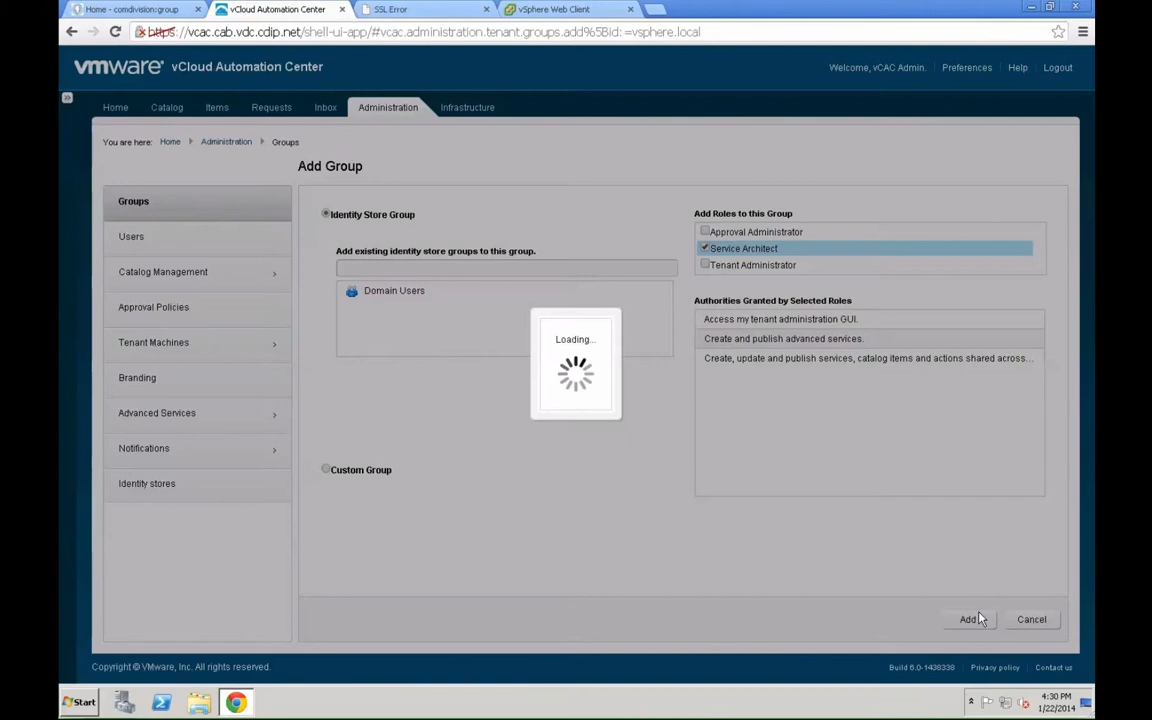 Home - comdivision:group
vCloud Automation Center
SSL Error
vSphere Web Client
https://vcac.cab.vdc.cdip.net/shell-ui-app/#vcac.administration.tenant.groups.add%5Bid: =vsphere.local
vmware vCloud Automation Center
Welcome, vCAC Admin. Preferences Help Logout
Home Catalog Items Requests Inbox Administration Infrastructure
You are here: Home Administration Groups
Add Group
Groups
Users
Catalog Management
Approval Policies
Tenant Machines
Branding
Advanced Services
Notifications
Identity stores
Identity Store Group
Add existing identity store groups to this group.
Domain Users
Loading...
Custom Group
Add Roles to this Group
Approval Administrator
Service Architect
Tenant Administrator
Authorities Granted by Selected Roles
Access my tenant administration GUI.
Create and publish advanced services.
Create, update and publish services, catalog items and actions shared across...
Add Cancel
Copyright © VMware, Inc. All rights reserved.
Build 6.0-1438338 Privacy policy Contact us
Start
4:30 PM
1/22/2014